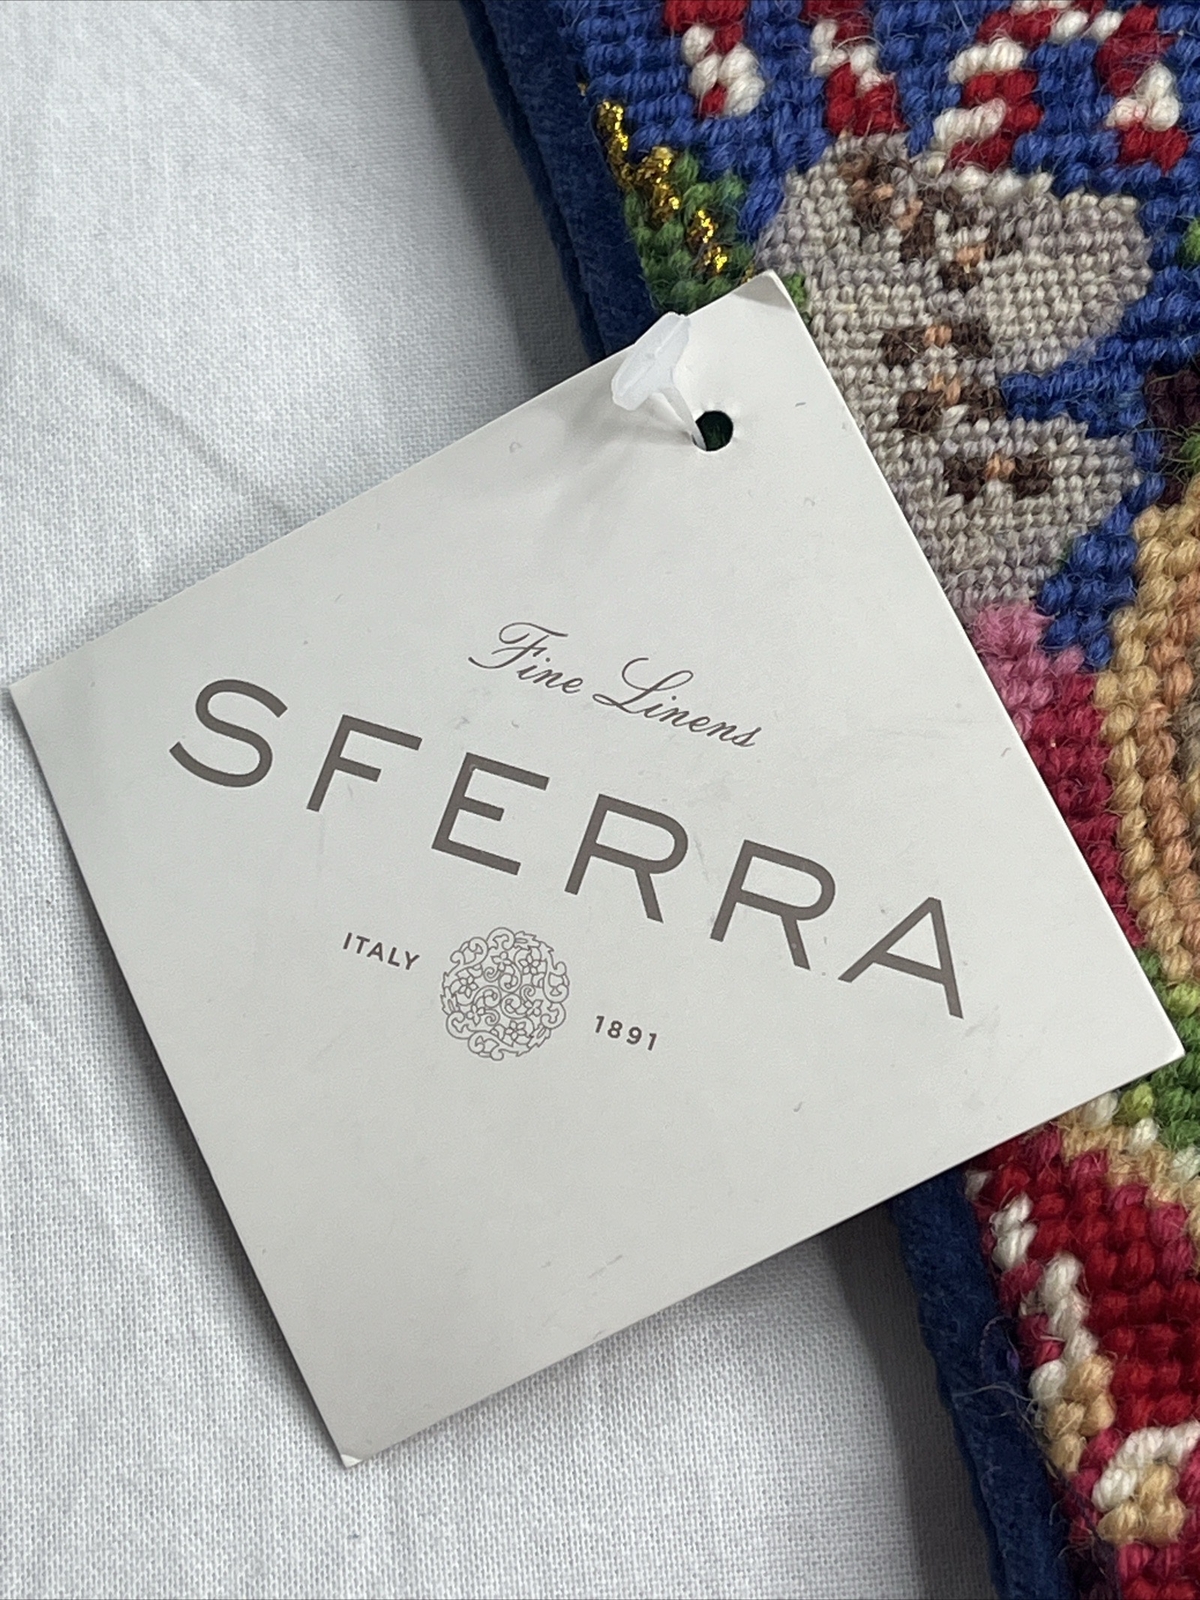 Fine Linens
SFERRA
ITALY 1891